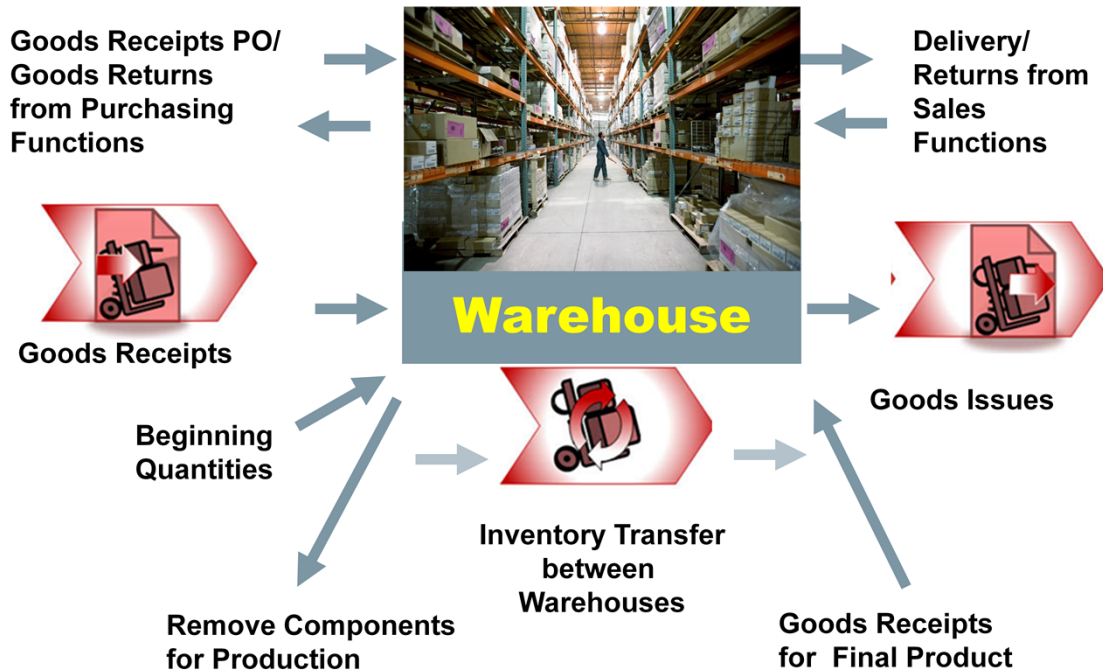 Goods Receipts PO/
Goods Returns
from Purchasing
Functions
Delivery/
Returns from
Sales
Functions
Warehouse
Goods Receipts
Goods Issues
Beginning
Quantities
Inventory Transfer
between
Warehouses
Remove Components
for Production
Goods Receipts
for Final Product